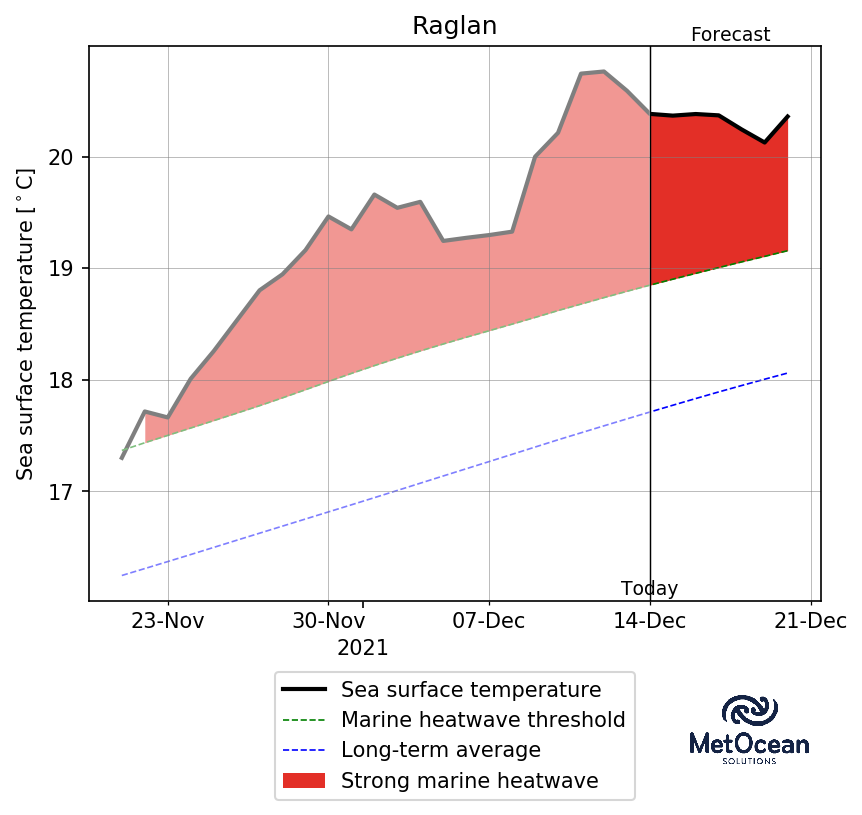 Raglan
Forecast
Sea surface temperature [°C]
20
19
18
17
Today
23-Nov 30-Nov 07-Dec 14-Dec 21-Dec
2021
Sea surface temperature
Marine heatwave threshold
Long-term average
Strong marine heatwave
MetOcean
SOLUTIONS